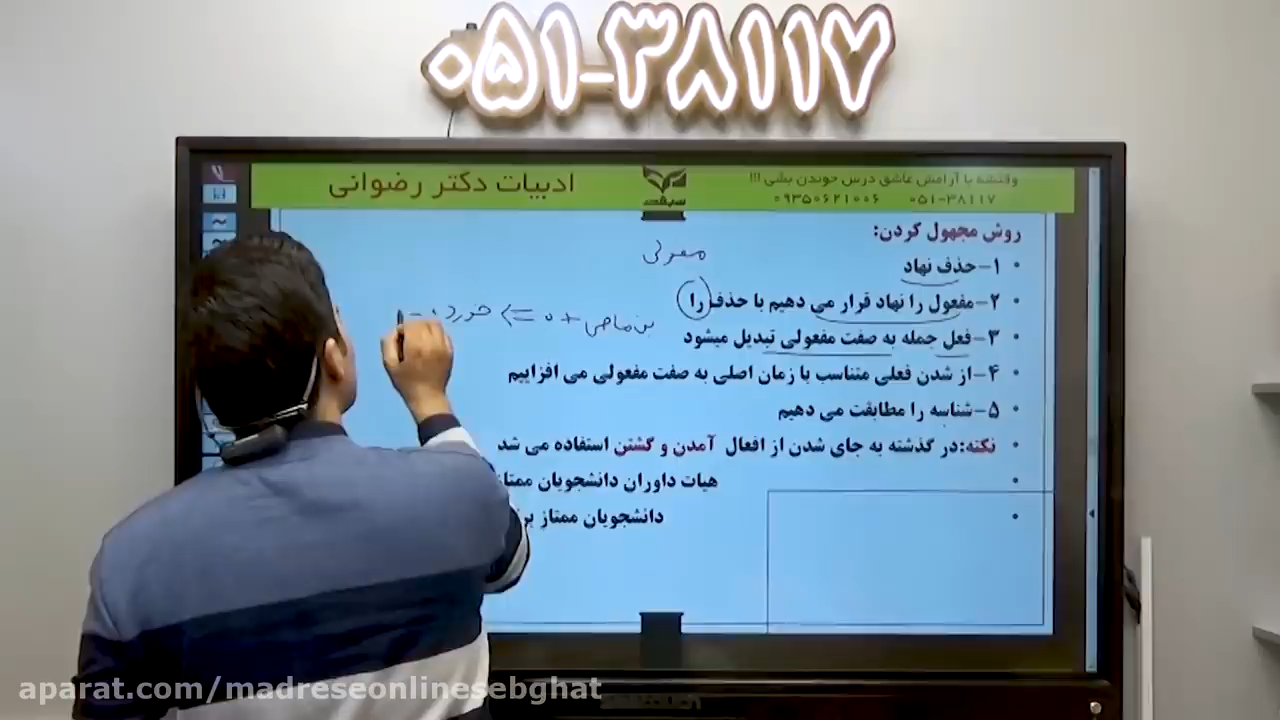 ۰۵۱-۳۸۱۱۷
ادبیات دکتر رضوانی
وقتشه با آرامش عاشق درس خوندن بشی !!!
۰۵۱-۳۸۱۱۷ ۰۹۳۵۰۶۲۱۰۰۶
سبقت
روش مجهول کردن:
۱-حذف نهاد
۲-مفعول را نهاد قرار می دهیم با حذف را
۳-فعل جمله به صفت مفعولی تبدیل میشود
بن ماضی + ه
۴-از شدن فعلی متناسب با زمان اصلی به صفت مفعولی می افزاییم
۵-شناسه را مطابقت می دهیم
نکته:در گذشته به جای شدن از افعال آمدن و گشتن استفاده می شد
هیات داوران دانشجویان ممتاز
دانشجویان ممتاز
aparat.com/madreseonlinesebghat